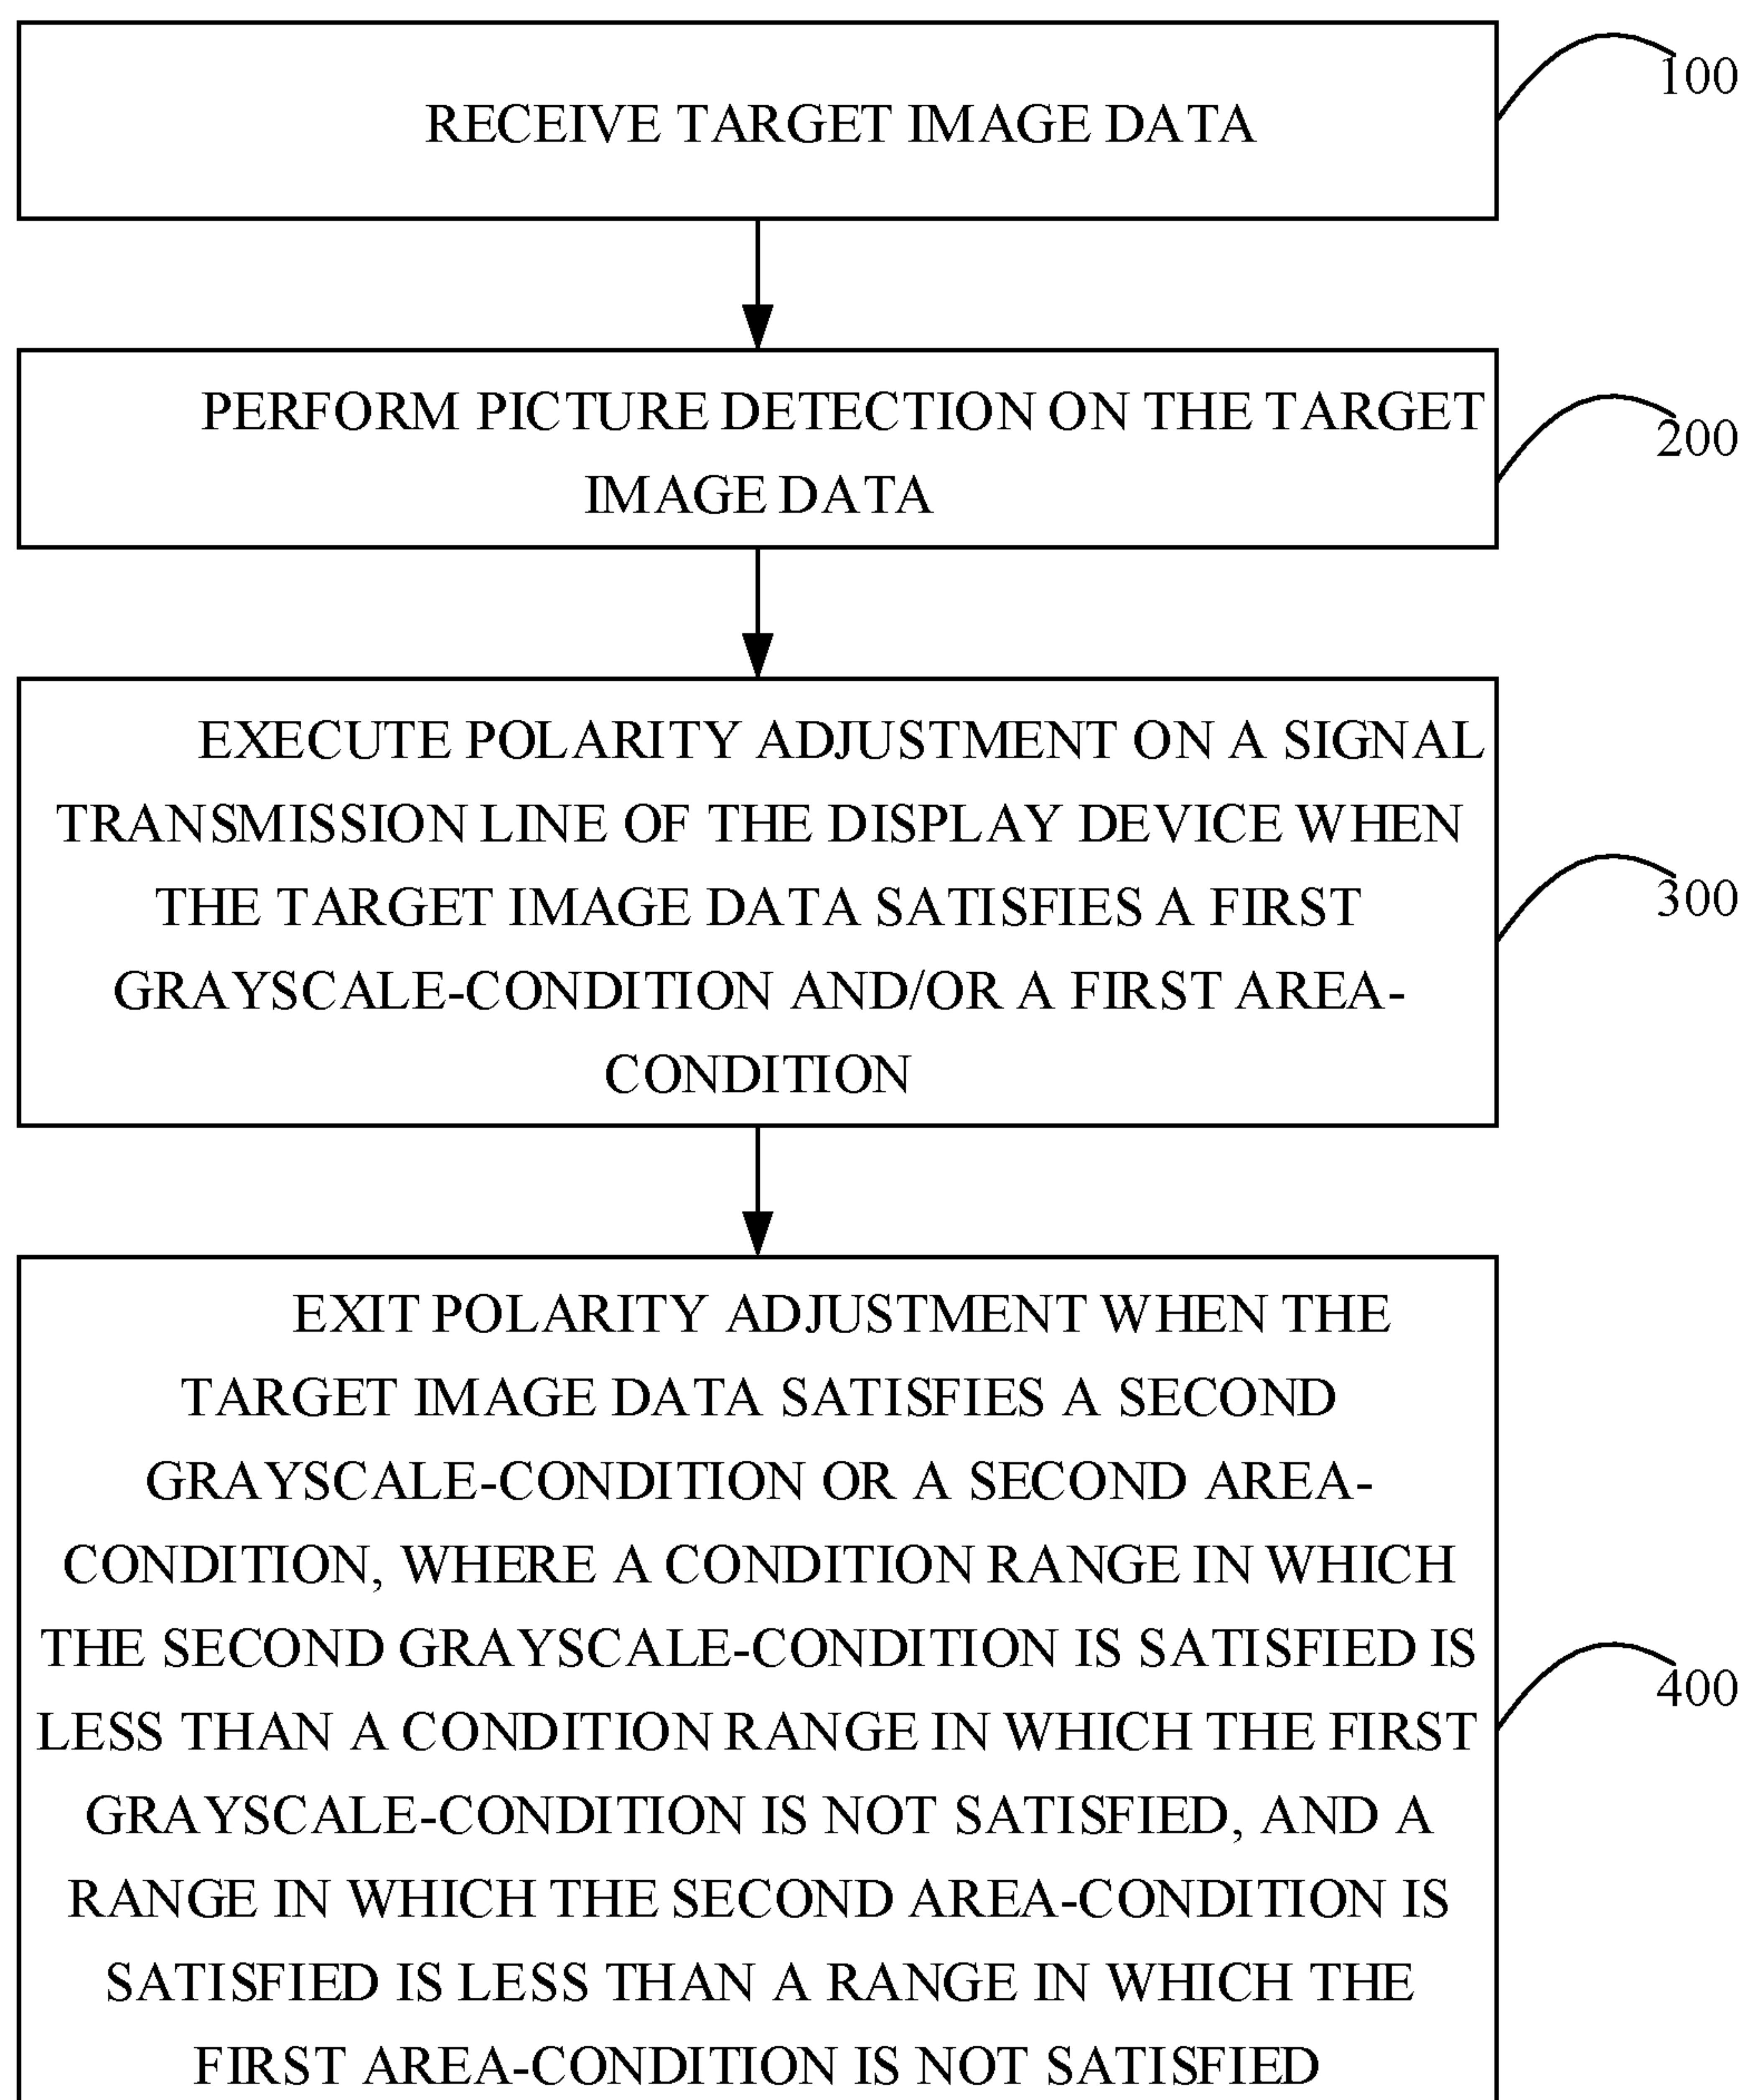 RECEIVE TARGET IMAGE DATA
100
PERFORM PICTURE DETECTION ON THE TARGET
IMAGE DATA
200
EXECUTE POLARITY ADJUSTMENT ON A SIGNAL
TRANSMISSION LINE OF THE DISPLAY DEVICE WHEN
THE TARGET IMAGE DATA SATISFIES A FIRST
GRAYSCALE-CONDITION AND/OR A FIRST AREA-
CONDITION
300
EXIT POLARITY ADJUSTMENT WHEN THE
TARGET IMAGE DATA SATISFIES A SECOND
GRAYSCALE-CONDITION OR A SECOND AREA-
CONDITION, WHERE A CONDITION RANGE IN WHICH
THE SECOND GRAYSCALE-CONDITION IS SATISFIED IS
LESS THAN A CONDITION RANGE IN WHICH THE FIRST
GRAYSCALE-CONDITION IS NOT SATISFIED, AND A
RANGE IN WHICH THE SECOND AREA-CONDITION IS
SATISFIED IS LESS THAN A RANGE IN WHICH THE
FIRST AREA-CONDITION IS NOT SATISFIED
400